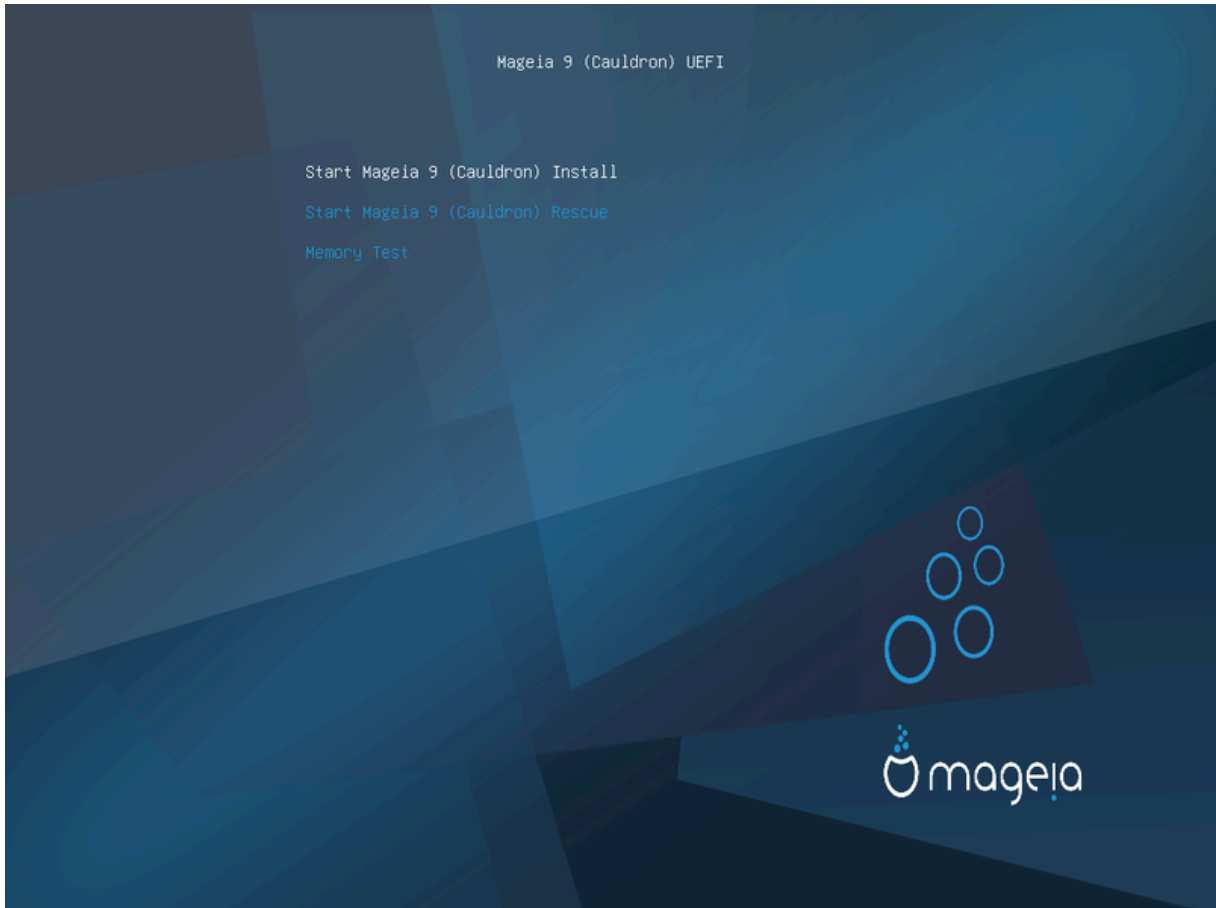 Mageia 9 (Cauldron) UEFI
Start Mageia 9 (Cauldron) Install
Start Mageia 9 (Cauldron) Rescue
Memory Test
mageia